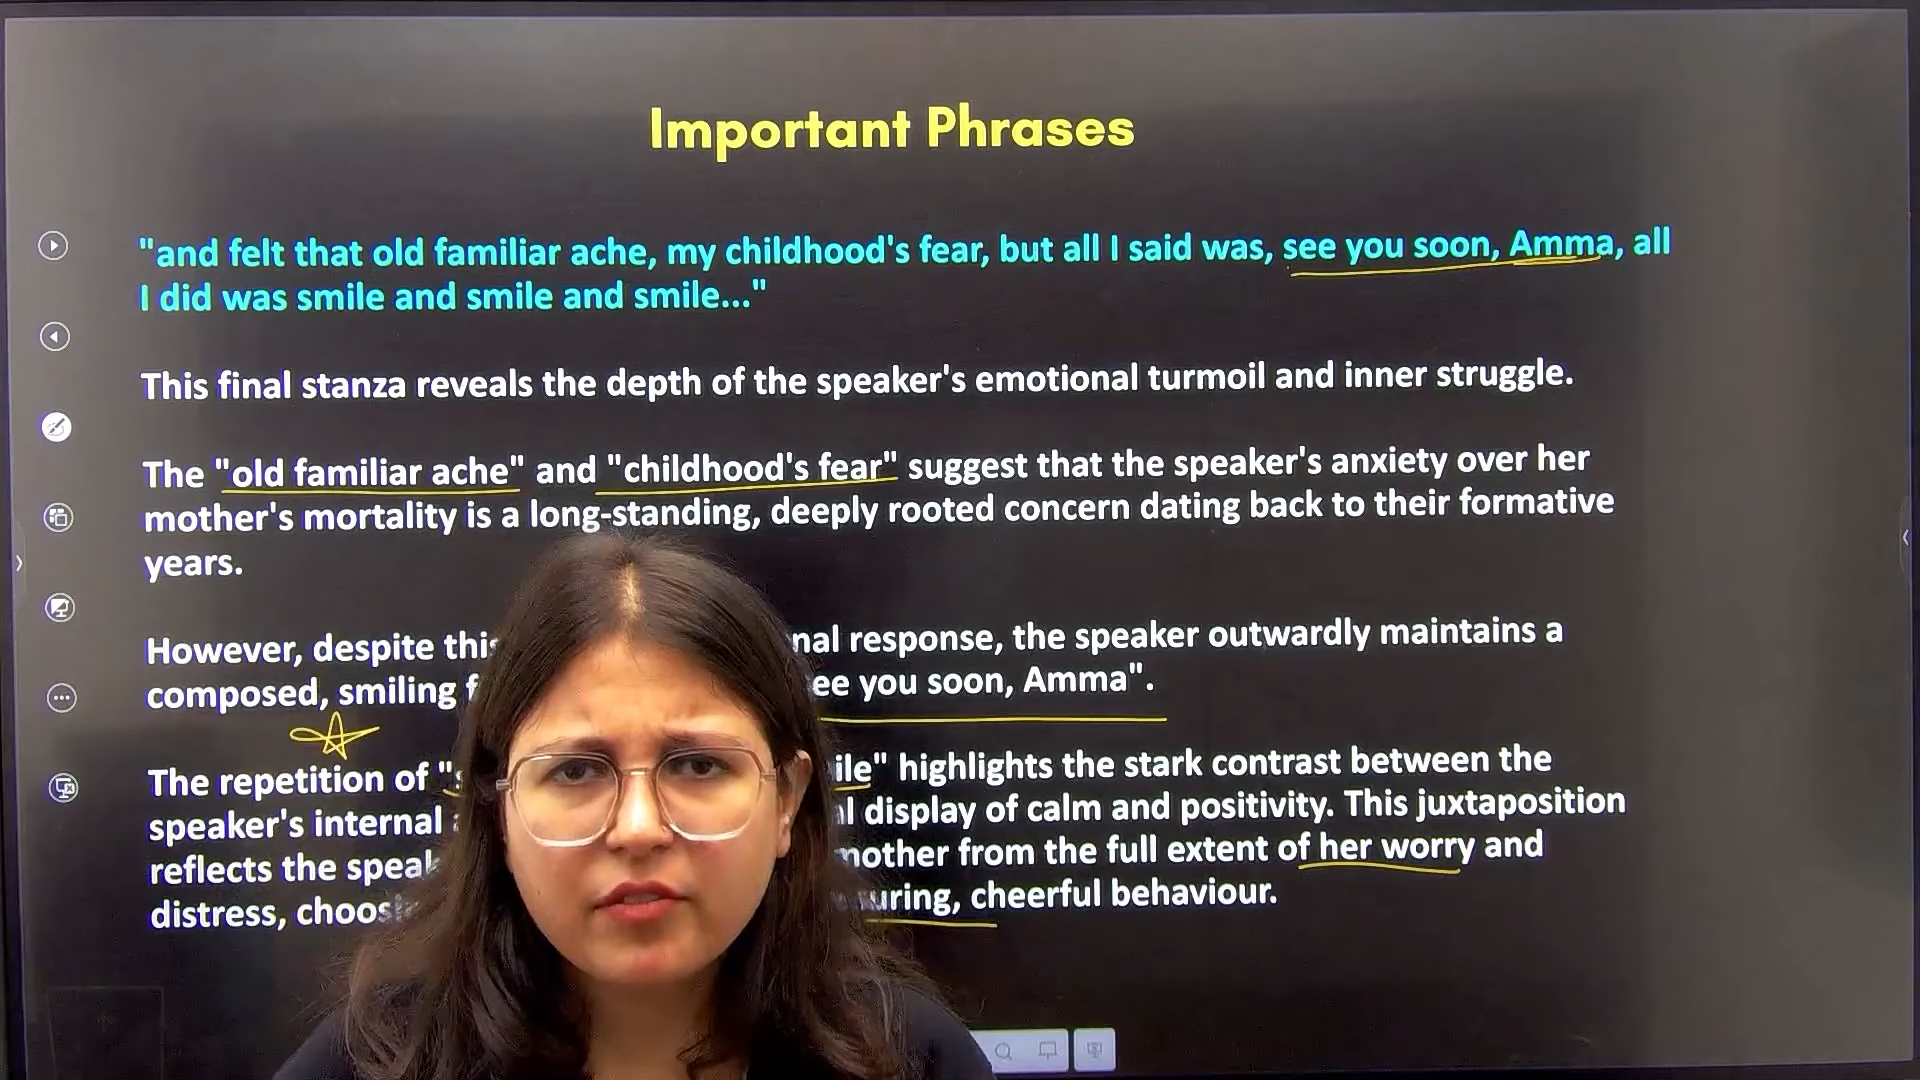 Important Phrases
"and felt that old familiar ache, my childhood's fear, but all I said was, see you soon, Amma, all
I did was smile and smile and smile..."
This final stanza reveals the depth of the speaker's emotional turmoil and inner struggle.
The "old familiar ache" and "childhood's fear" suggest that the speaker's anxiety over her
mother's mortality is a long-standing, deeply rooted concern dating back to their formative
years.
However, despite this nal response, the speaker outwardly maintains a
composed, smiling ee you soon, Amma".
The repetition of " ile" highlights the stark contrast between the
speaker's internal display of calm and positivity. This juxtaposition
reflects the speak mother from the full extent of her worry and
distress, choos uring, cheerful behaviour.